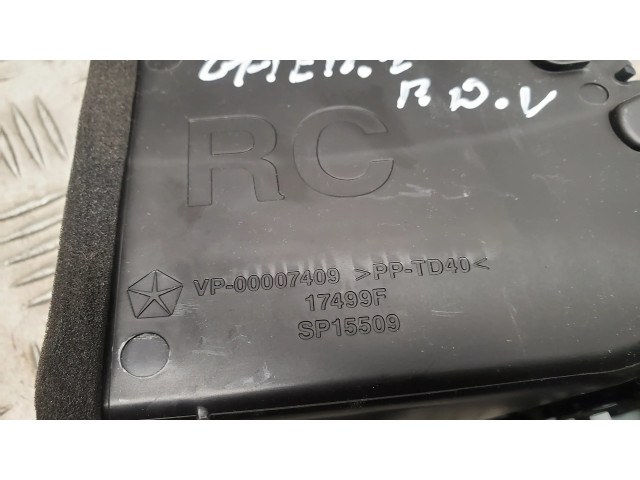 R D.V
RC
VP-00007409 >PP-TD40<
17499F
SP15509